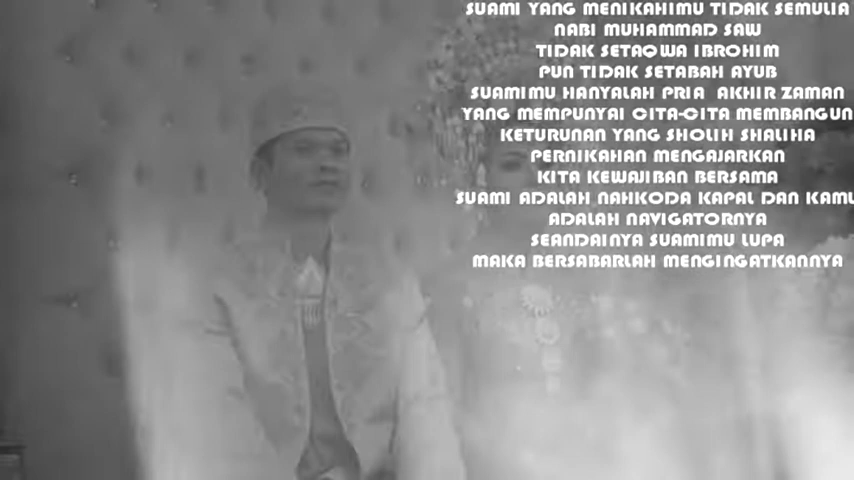 SUAMI YANG MENIKAHIMU TIDAK SEMULIA
NABI MUHAMMAD SAW
TIDAK SETAQWA IBROHIM
PUN TIDAK SETABAH AYUB
SUAMIMU HANYALAH PRIA AKHIR ZAMAN
YANG MEMPUNYAI CITA-CITA MEMBANGUN
KETURUNAN YANG SHOLIH SHALIHA
PERNIKAHAN MENGAJARKAN
KITA KEWAJIBAN BERSAMA
SUAMI ADALAH NAHKODA KAPAL DAN KAMU
ADALAH NAVIGATORNYA
SEANDAINYA SUAMIMU LUPA
MAKA BERSABARLAH MENGINGATKANNYA